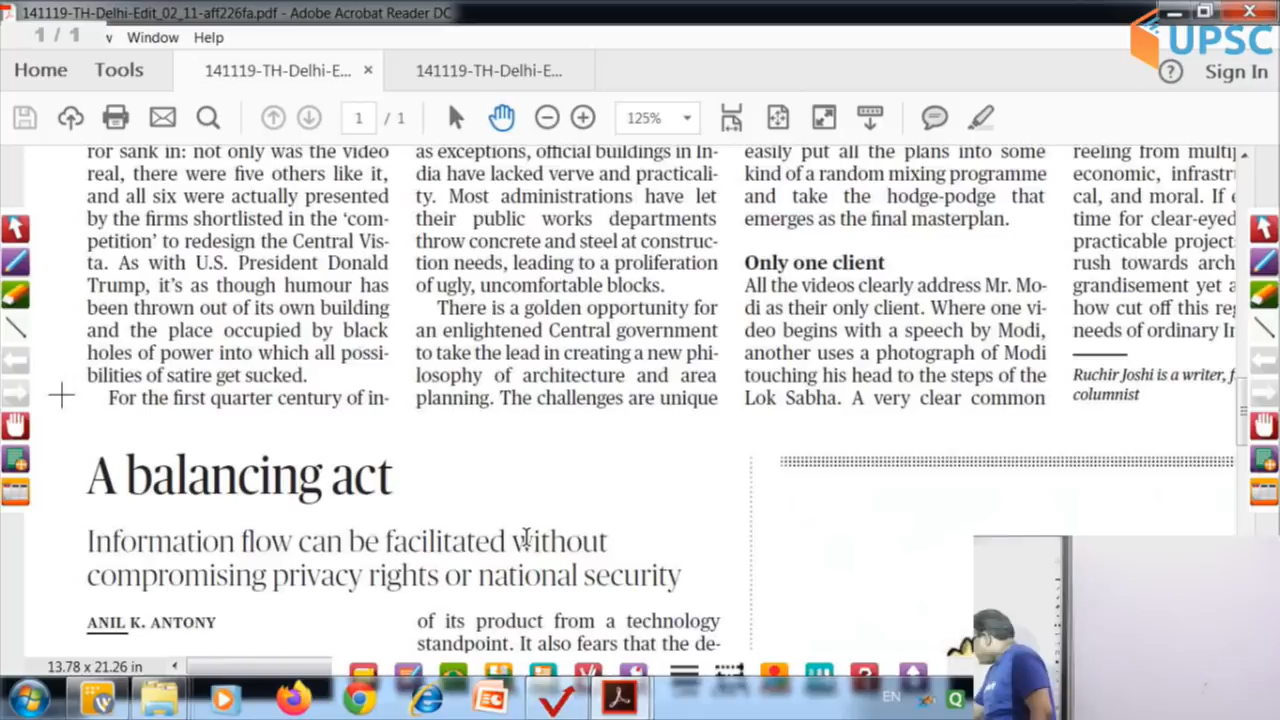 141119-TH-Delhi-Edit_02_11-aff226fa.pdf - Adobe Acrobat Reader DC
1 / 1
Window Help
UPSC
Home Tools 141119-TH-Delhi-E... × 141119-TH-Delhi-E... Sign In
1 / 1 125%
ror sank in: not only was the video
real, there were five others like it,
and all six were actually presented
by the firms shortlisted in the ‘com-
petition’ to redesign the Central Vis-
ta. As with U.S. President Donald
Trump, it’s as though humour has
been thrown out of its own building
and the place occupied by black
holes of power into which all possi-
bilities of satire get sucked.
For the first quarter century of in-
as exceptions, official buildings in In-
dia have lacked verve and practicali-
ty. Most administrations have let
their public works departments
throw concrete and steel at construc-
tion needs, leading to a proliferation
of ugly, uncomfortable blocks.
There is a golden opportunity for
an enlightened Central government
to take the lead in creating a new phi-
losophy of architecture and area
planning. The challenges are unique
easily put all the plans into some
kind of a random mixing programme
and take the hodge-podge that
emerges as the final masterplan.
Only one client
All the videos clearly address Mr. Mo-
di as their only client. Where one vi-
deo begins with a speech by Modi,
another uses a photograph of Modi
touching his head to the steps of the
Lok Sabha. A very clear common
reeling from
economic,
cal, and moral. If
time for clear-eyed
practicable project
rush towards arch
grandisement yet a
how cut off this
needs of ordinary
Ruchir Joshi is a writer,
columnist
A balancing act
Information flow can be facilitated without
compromising privacy rights or national security
ANIL K. ANTONY
of its product from a technology
standpoint. It also fears that the de-
13.78 x 21.26 in
EN